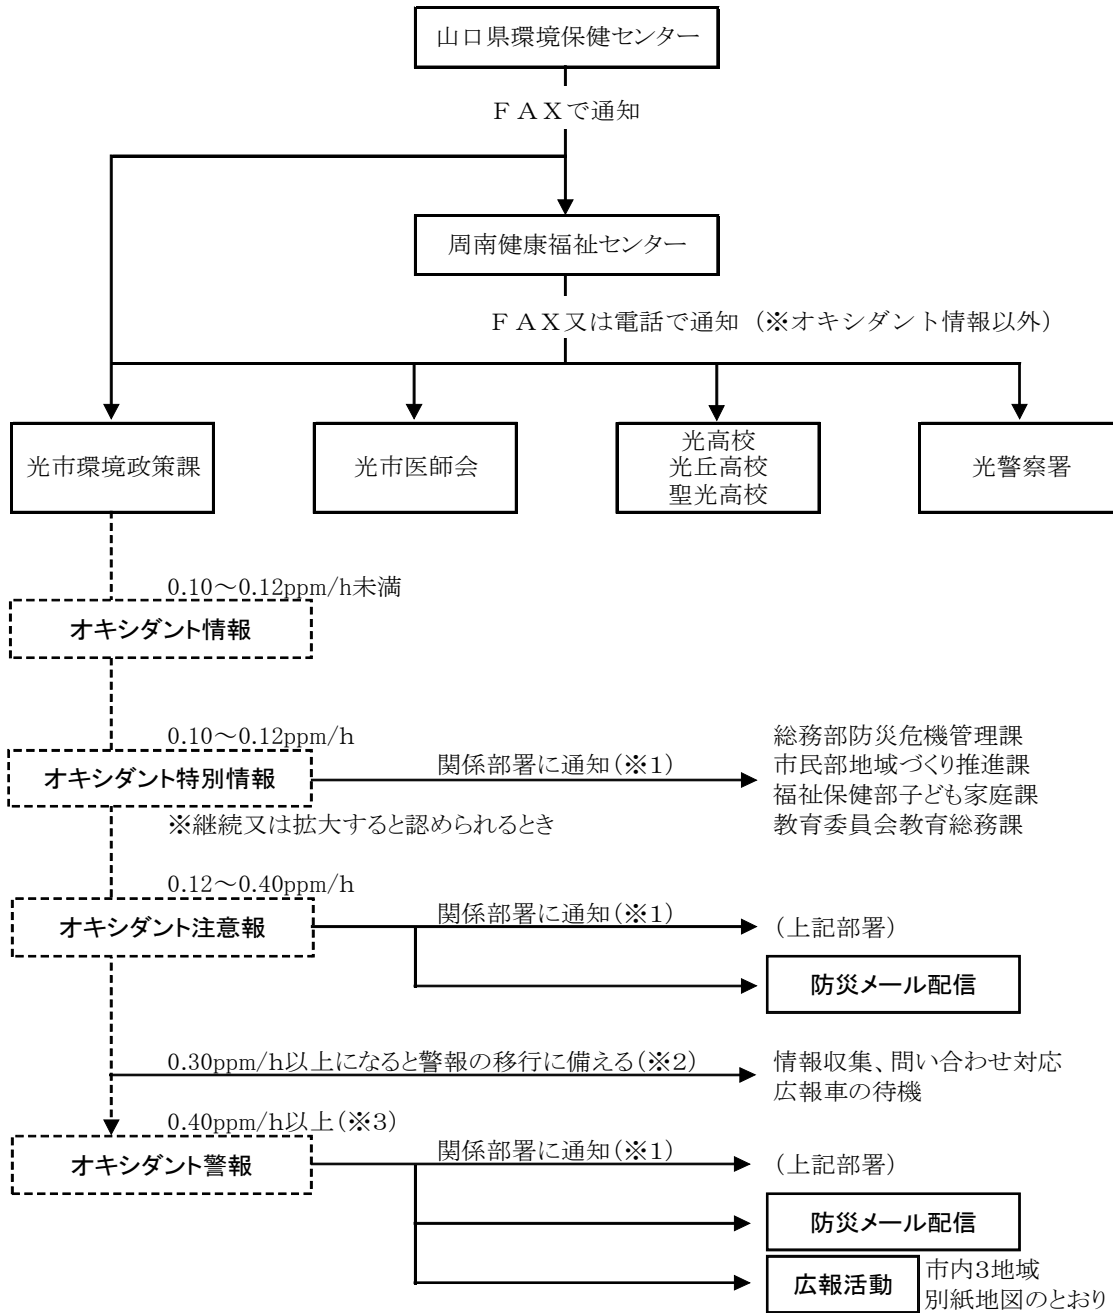 山口県環境保健センター
ＦＡＸで通知
周南健康福祉センター
ＦＡＸ又は電話で通知（※オキシダント情報以外）
光市環境政策課
光市医師会
光高校
光丘高校
聖光高校
光警察署
0.10～0.12ppm/h未満
オキシダント情報
0.10～0.12ppm/h
オキシダント特別情報
関係部署に通知（※1）
総務部防災危機管理課
市民部地域づくり推進課
福祉保健部子ども家庭課
教育委員会教育総務課
※継続又は拡大すると認められるとき
0.12～0.40ppm/h
オキシダント注意報
関係部署に通知（※1）
（上記部署）
防災メール配信
0.30ppm/h以上になると警報の移行に備える（※2）
情報収集、問い合わせ対応
広報車の待機
0.40ppm/h以上（※3）
オキシダント警報
関係部署に通知（※1）
（上記部署）
防災メール配信
広報活動
市内3地域
別紙地図のとおり